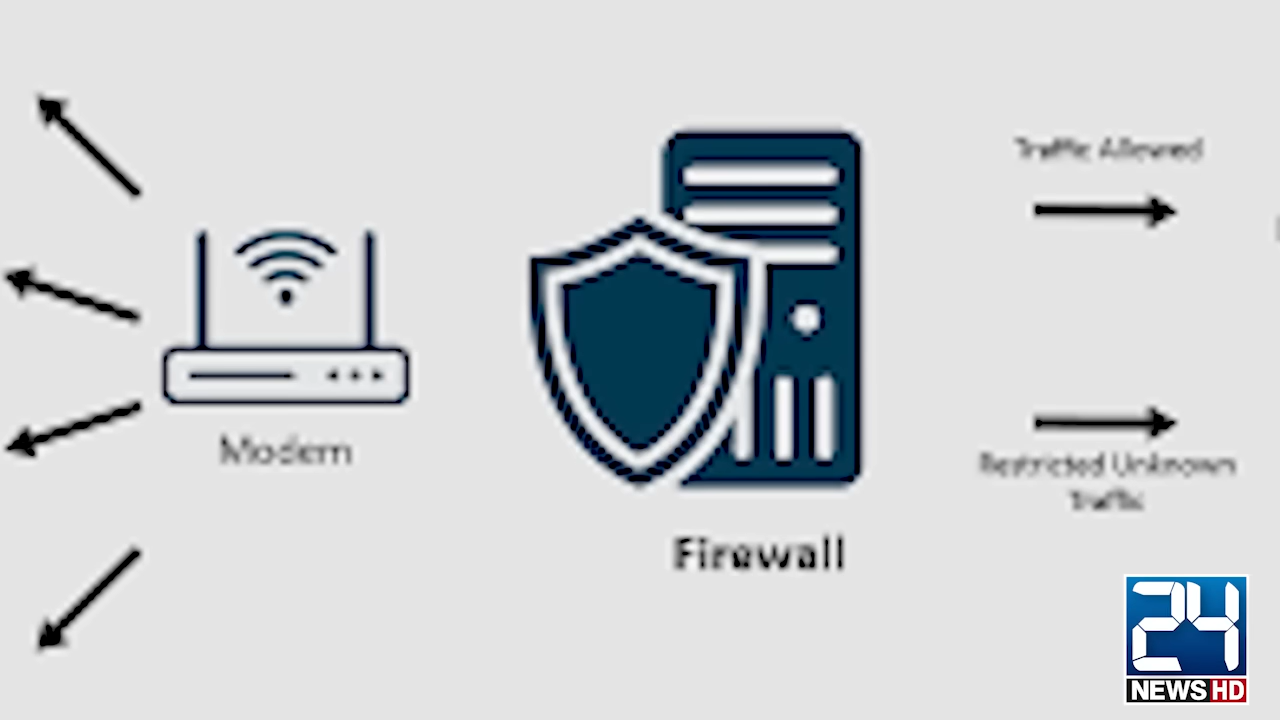 Traffic Allowed
Modem
Restricted Unknown
Traffic
Firewall
24
NEWS HD